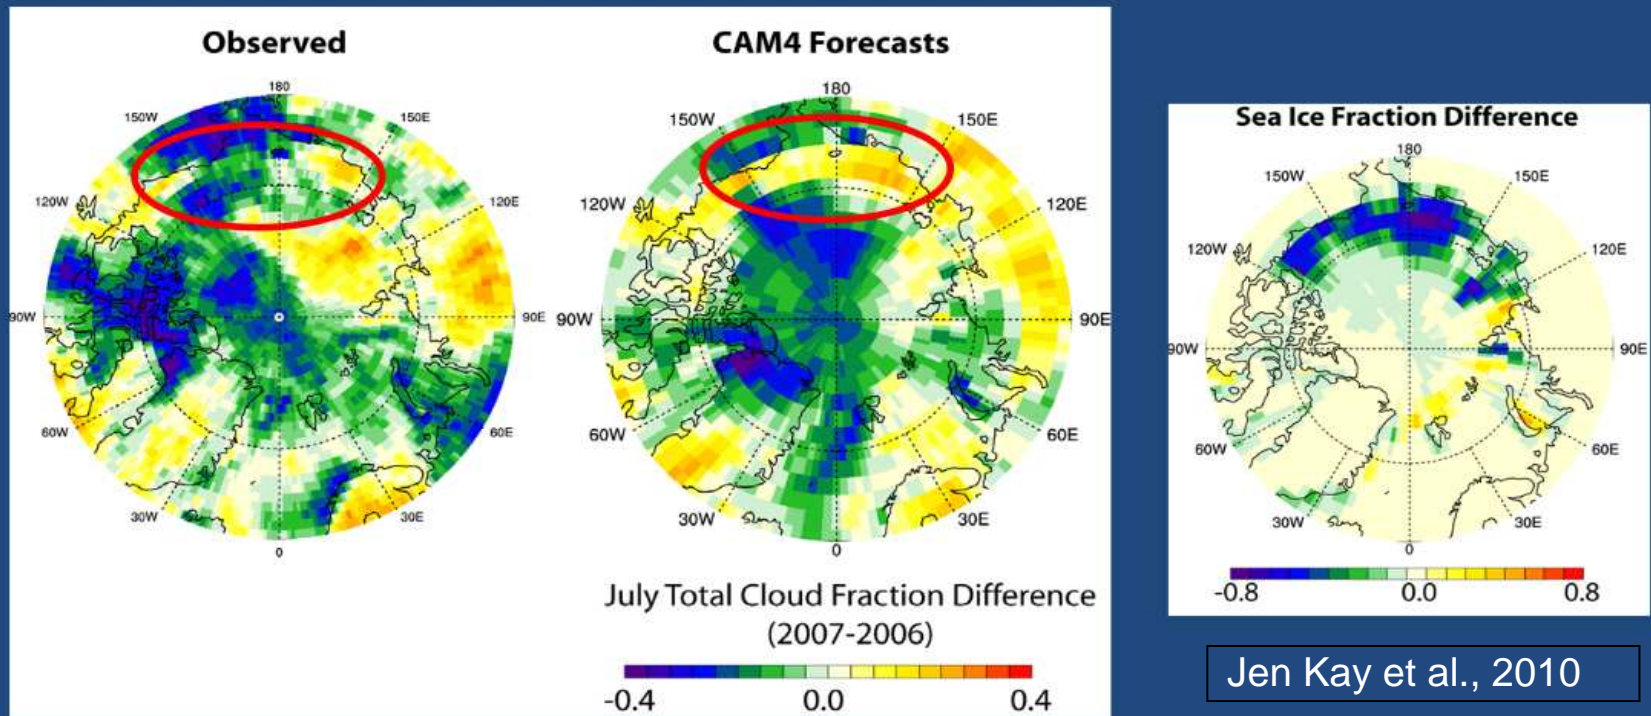 Observed
180
150W
150E
120W
120E
90W
90E
60W
60E
30W
30E
0
CAM4 Forecasts
180
150W
150E
120W
120E
90W
90E
60W
60E
30W
30E
0
July Total Cloud Fraction Difference
(2007-2006)
-0.4
0.0
0.4
Sea Ice Fraction Difference
180
150W
150E
120W
120E
90W
90E
60W
60E
30W
30E
0
-0.8
0.0
0.8
Jen Kay et al., 2010